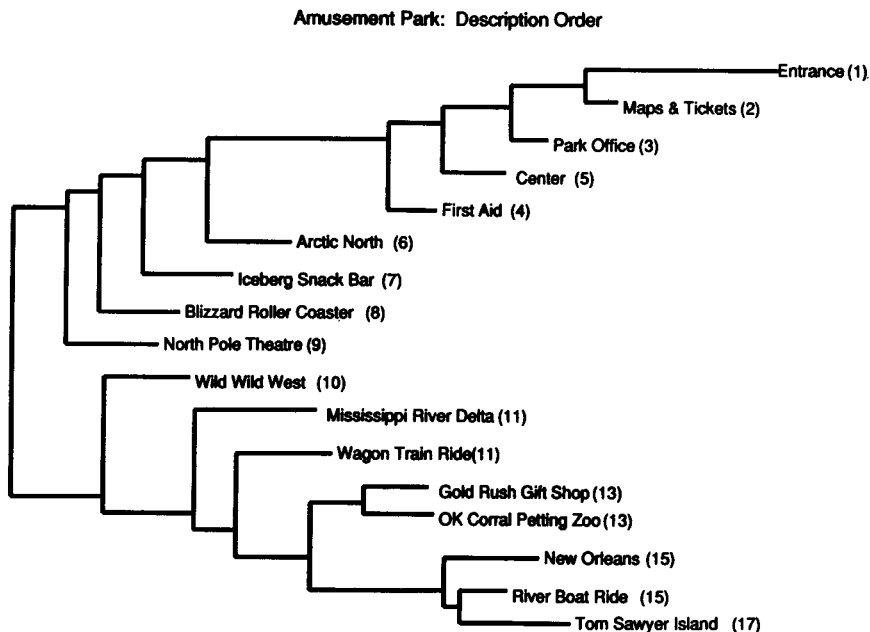 Amusement Park: Description Order
Entrance (1)
Maps & Tickets (2)
Park Office (3)
Center (5)
First Aid (4)
Arctic North (6)
Iceberg Snack Bar (7)
Blizzard Roller Coaster (8)
North Pole Theatre (9)
Wild Wild West (10)
Mississippi River Delta (11)
Wagon Train Ride(11)
Gold Rush Gift Shop (13)
OK Corral Petting Zoo (13)
New Orleans (15)
River Boat Ride (15)
Tom Sawyer Island (17)